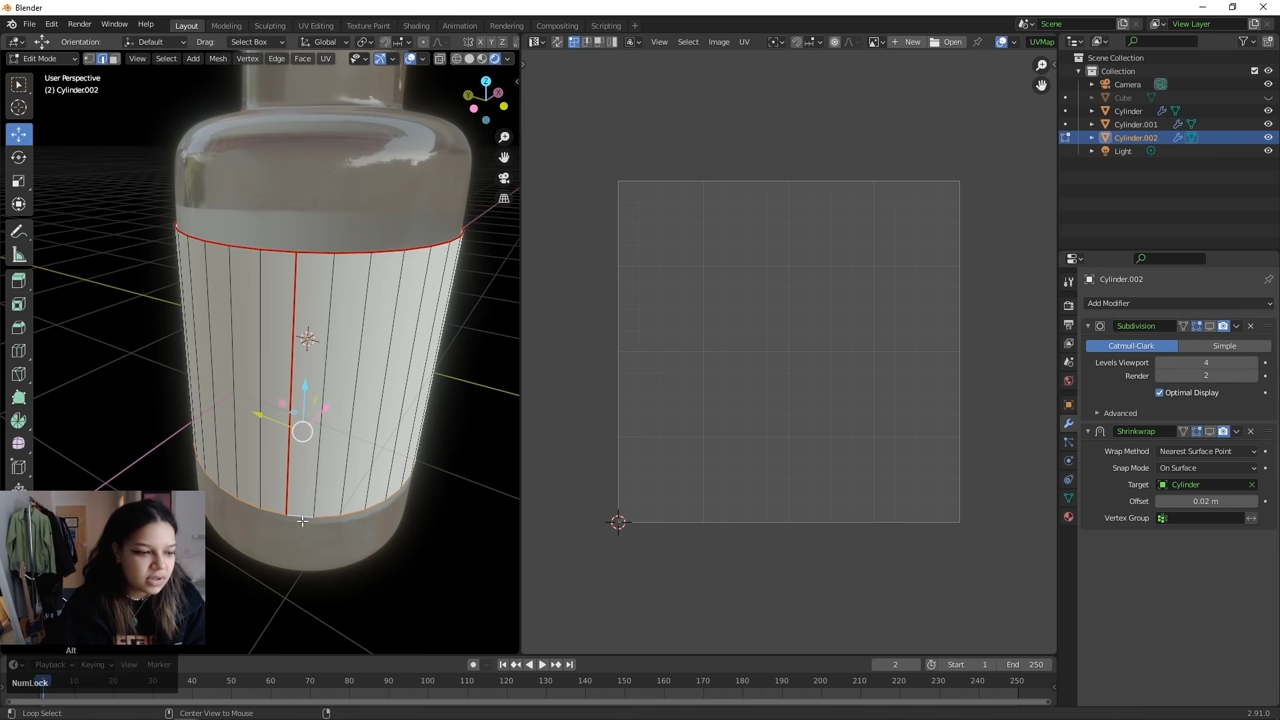 Blender
File Edit Render Window Help Layout Modeling Sculpting UV Editing Texture Paint Shading Animation Rendering Compositing Scripting + Scene View Layer
Orientation: Default Drag: Select Box Global X Y Z View Select Image UV New Open UVMap
Edit Mode View Select Add Mesh Vertex Edge Face UV
User Perspective
(2) Cylinder.002
Z
Y
X
Scene Collection
Collection
Camera
Cube
Cylinder
Cylinder.001
Cylinder.002
Light
Cylinder.002
Add Modifier
Subdivision
Catmull-Clark Simple
Levels Viewport 4
Render 2
Optimal Display
Advanced
Shrinkwrap
Wrap Method Nearest Surface Point
Snap Mode On Surface
Target Cylinder
Offset 0.02 m
Vertex Group
Alt
Playback Keying View Marker 2 Start 1 End 250
NumLock
10 20 30 40 50 60 70 80 90 100 110 120 130 140 150 160 170 180 190 200 210 220 230 240 250
Loop Select Center View to Mouse 2.91.0